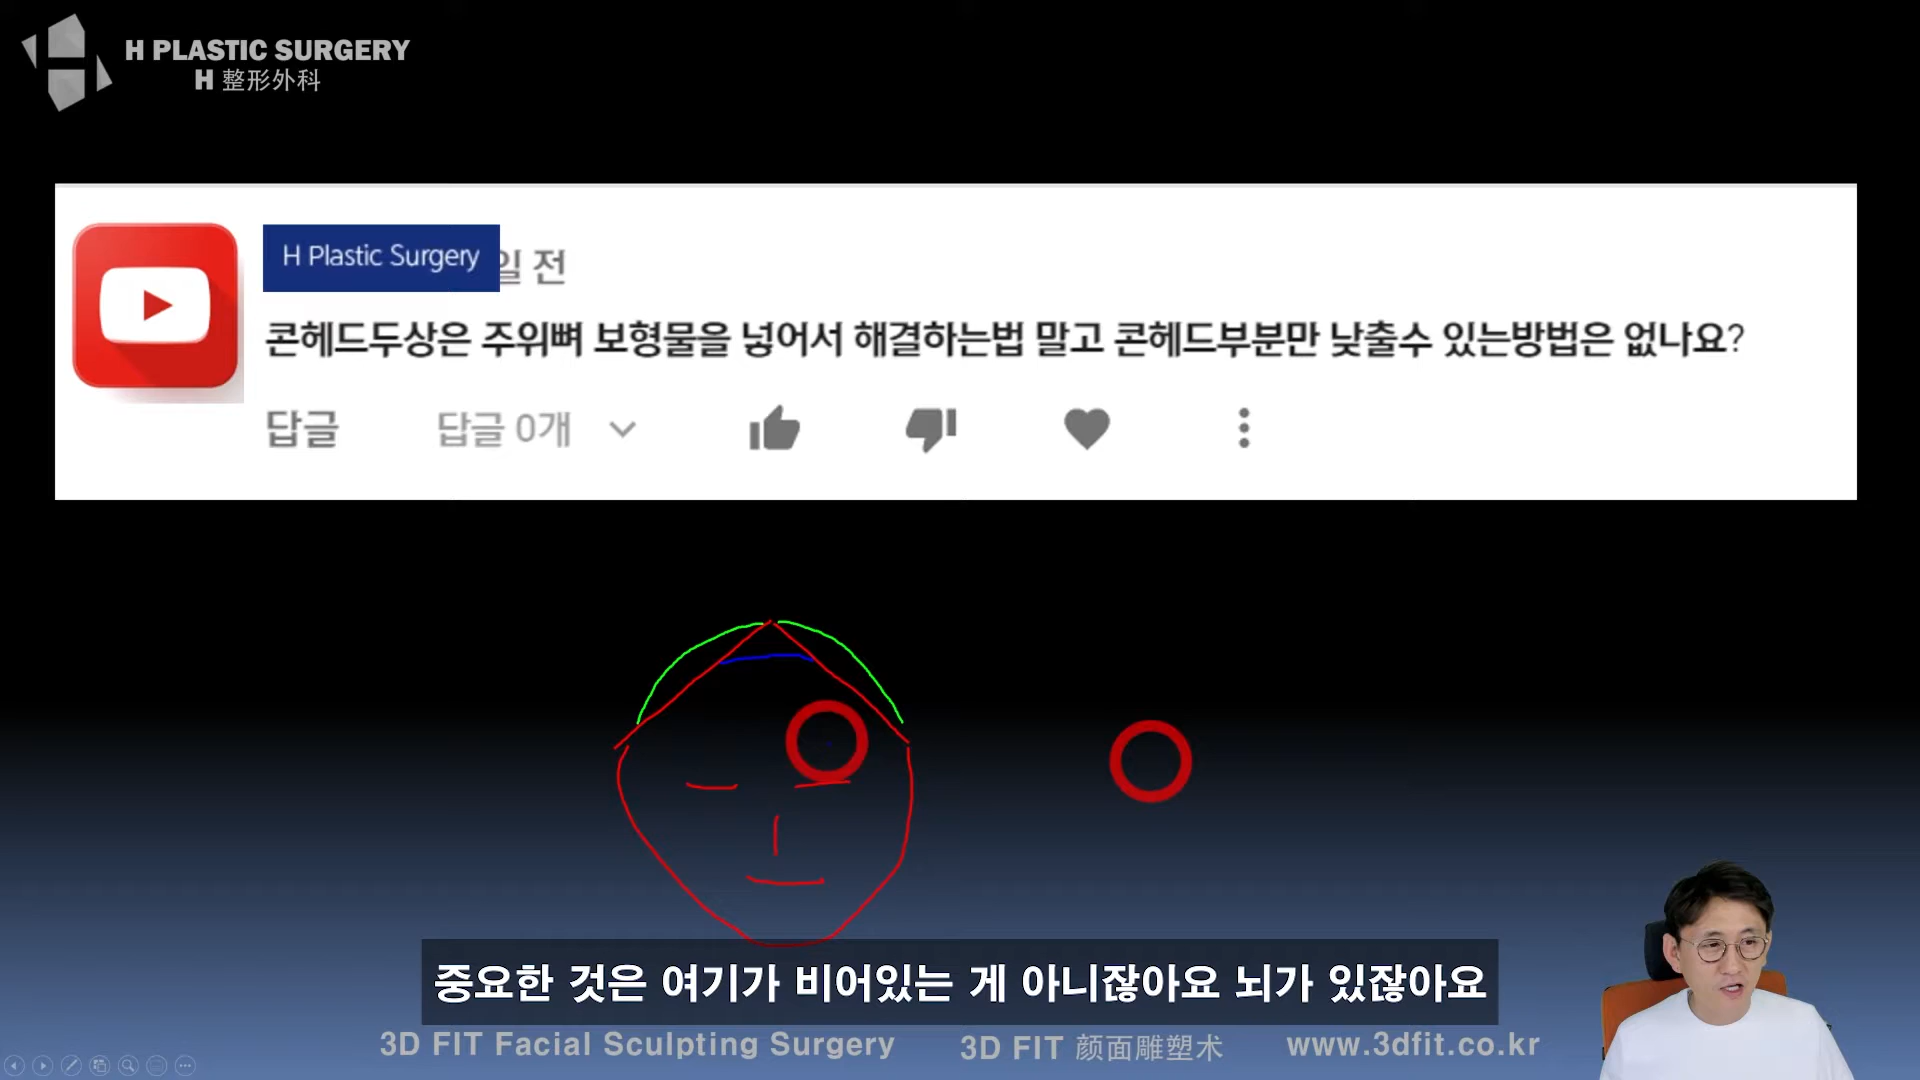 H PLASTIC SURGERY
H 整形外科
H Plastic Surgery
일 전
콘헤드두상은 주위뼈 보형물을 넣어서 해결하는법 말고 콘헤드부분만 낮출수 있는방법은 없나요?
답글 답글 0개
중요한 것은 여기가 비어있는 게 아니잖아요 뇌가 있잖아요
3D FIT Facial Sculpting Surgery 3D FIT 颜面雕塑术 www.3dfit.co.kr